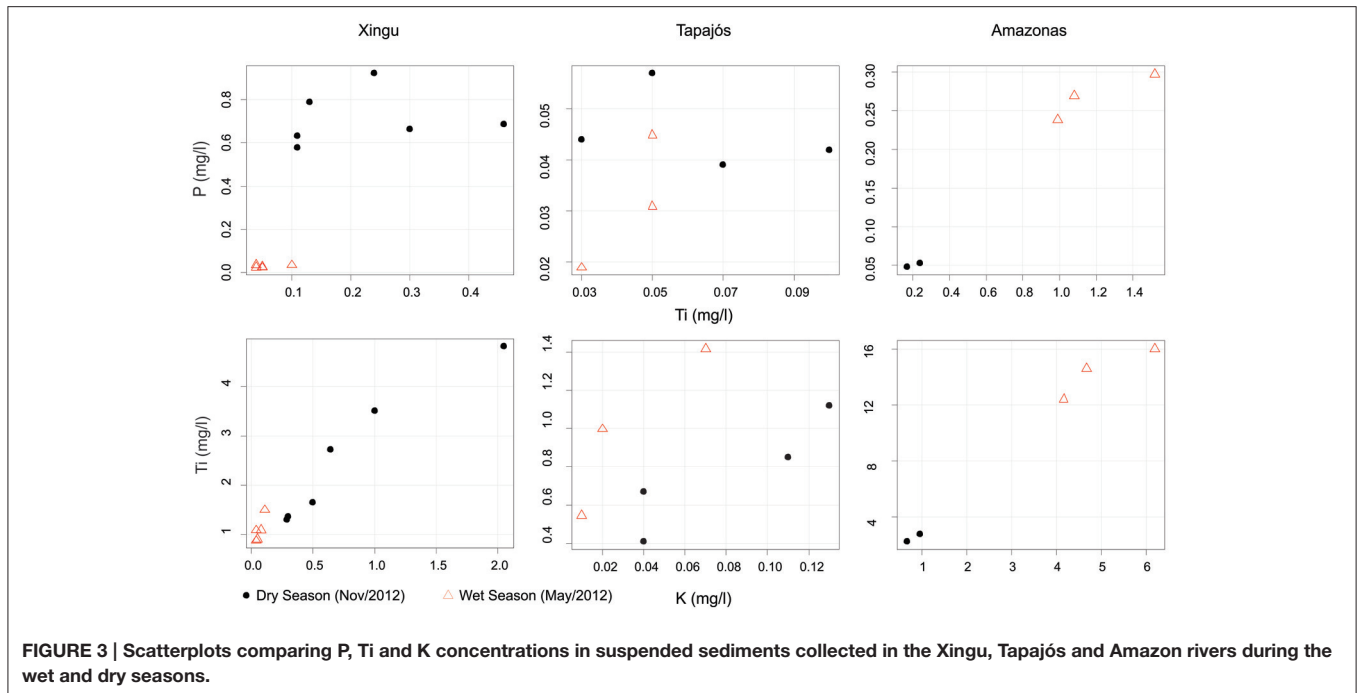 Xingu Tapajós Amazonas
P (mg/l)
0.0 0.2 0.4 0.6 0.8
0.1 0.2 0.3 0.4
0.02 0.03 0.04 0.05
0.03 0.05 0.07 0.09
0.05 0.10 0.15 0.20 0.25 0.30
0.2 0.4 0.6 0.8 1.0 1.2 1.4
Ti (mg/l)
Ti (mg/l)
1 2 3 4
0.0 0.5 1.0 1.5 2.0
0.4 0.6 0.8 1.0 1.2 1.4
0.02 0.04 0.06 0.08 0.10 0.12
4 8 12 16
1 2 3 4 5 6
Dry Season (Nov/2012) Wet Season (May/2012) K (mg/l)
FIGURE 3 | Scatterplots comparing P, Ti and K concentrations in suspended sediments collected in the Xingu, Tapajós and Amazon rivers during the
wet and dry seasons.